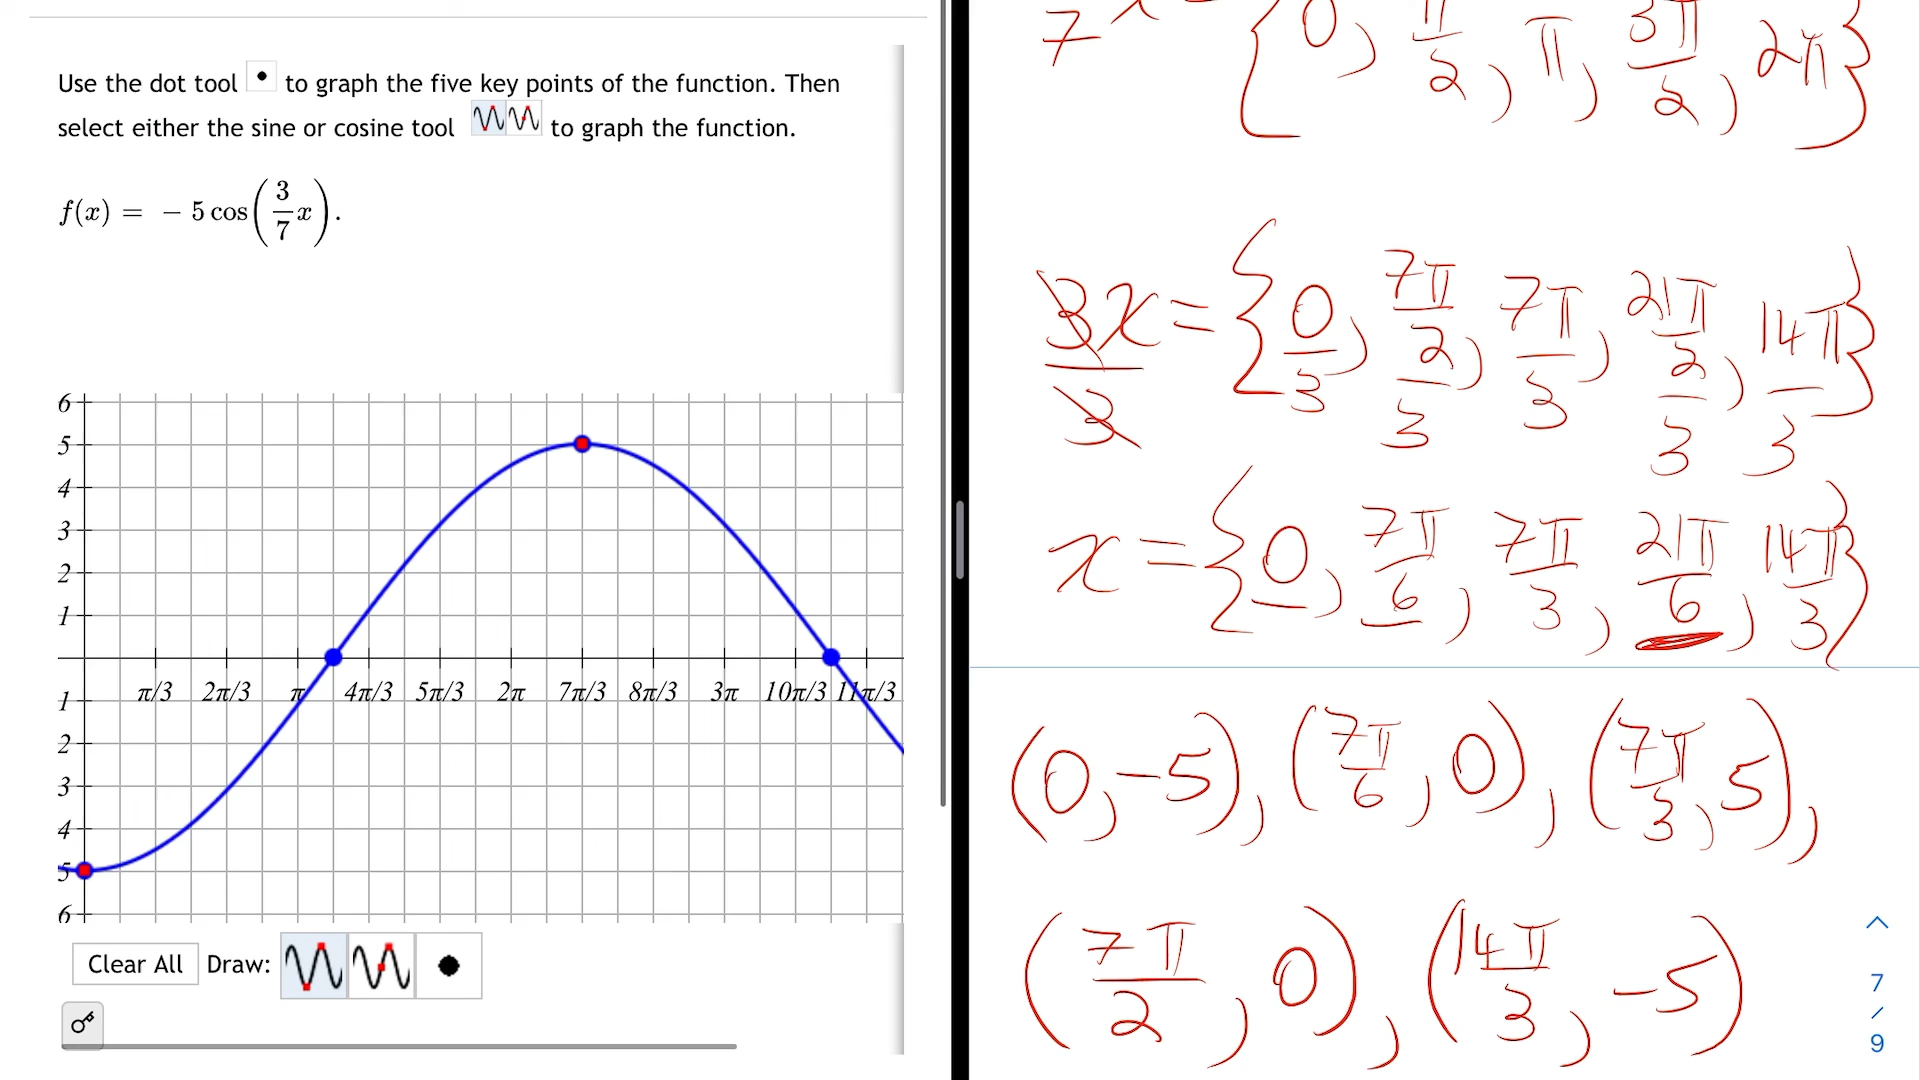 Use the dot tool to graph the five key points of the function. Then
select either the sine or cosine tool to graph the function.
f(x) = − 5 cos(3/7 x).
6
5
4
3
2
1
π/3 2π/3 π 4π/3 5π/3 2π 7π/3 8π/3 3π 10π/3 11π/3
1
2
3
4
5
6
Clear All Draw:
7 x {0, π/2, π, 3π/2, 2π}
3x/3 = {0/3, 7π/2/3, 7π/3, 21π/2/3, 14π/3}
x = {0, 7π/6, 7π/3, 21π/6, 14π/3}
(0, -5), (7π/6, 0), (7π/3, 5),
(7π/2, 0), (14π/3, -5)
7
/
9